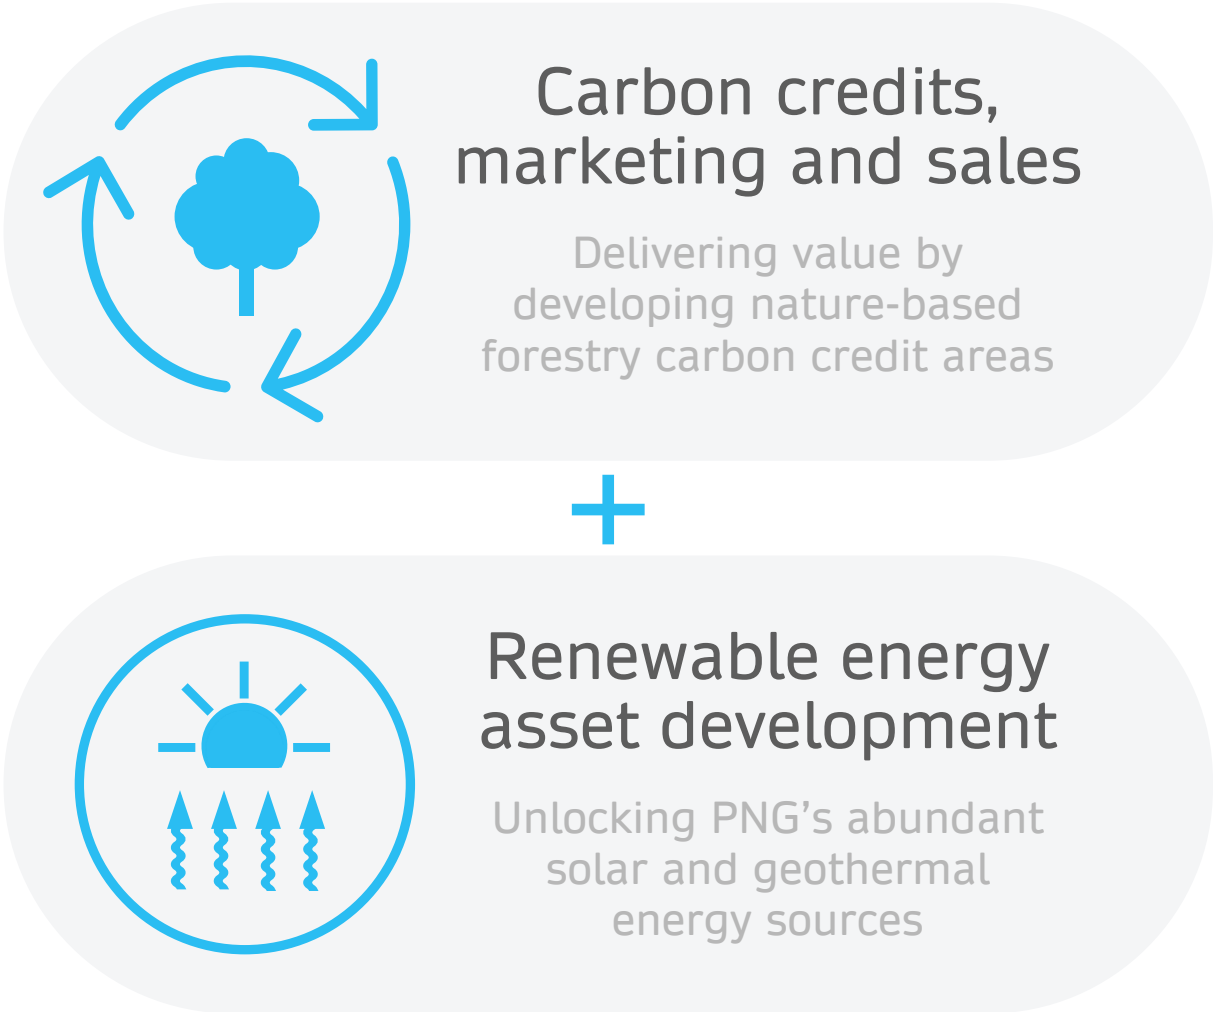 Carbon credits,
marketing and sales
Delivering value by
developing nature-based
forestry carbon credit areas
+
Renewable energy
asset development
Unlocking PNG’s abundant
solar and geothermal
energy sources